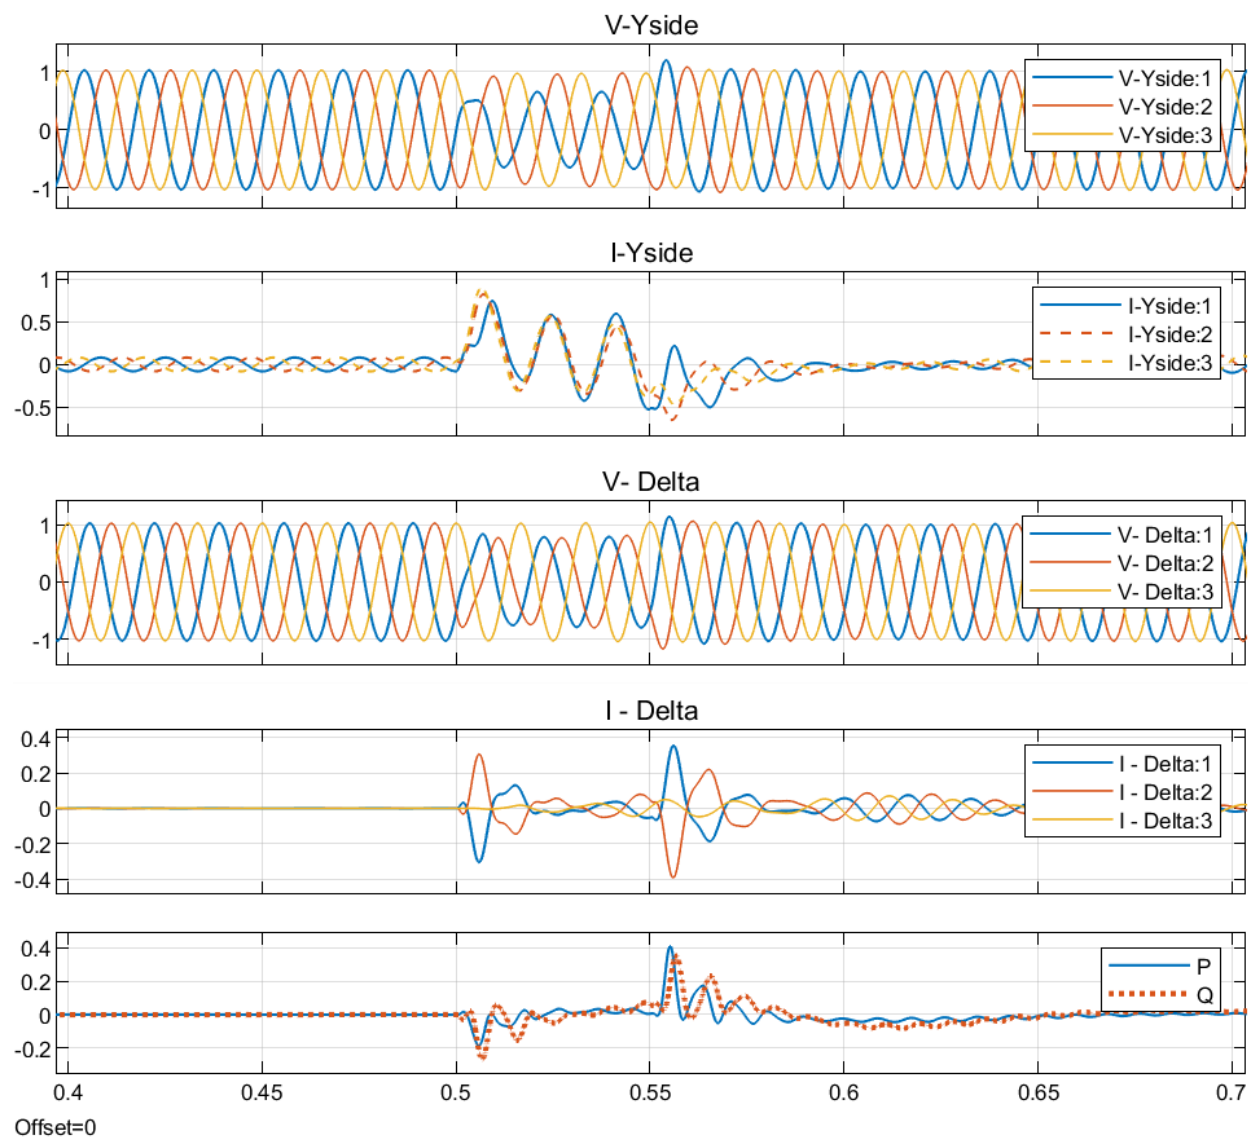 V-Yside
1
0
-1
V-Yside:1
V-Yside:2
V-Yside:3
I-Yside
1
0.5
0
-0.5
I-Yside:1
I-Yside:2
I-Yside:3
V- Delta
1
0
-1
V- Delta:1
V- Delta:2
V- Delta:3
I - Delta
0.4
0.2
0
-0.2
-0.4
I - Delta:1
I - Delta:2
I - Delta:3
0.4
0.2
0
-0.2
P
Q
0.4 0.45 0.5 0.55 0.6 0.65 0.7
Offset=0